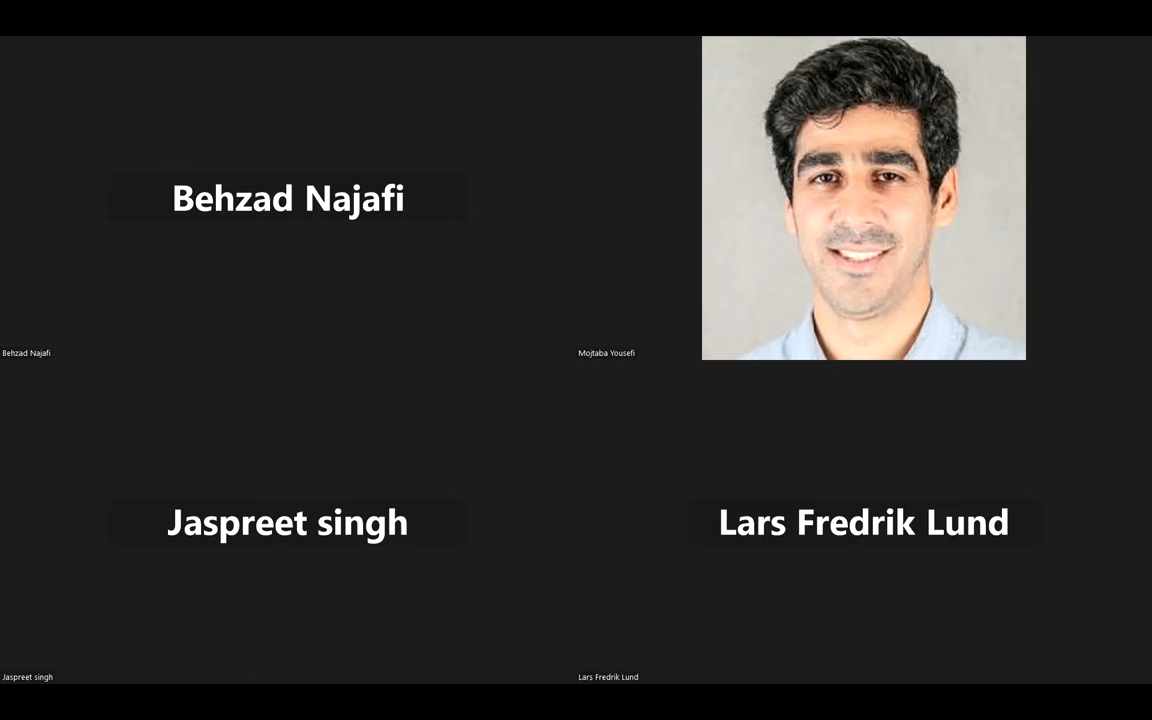 Behzad Najafi
Behzad Najafi
Mojtaba Yousefi
Jaspreet singh
Lars Fredrik Lund
Jaspreet singh
Lars Fredrik Lund